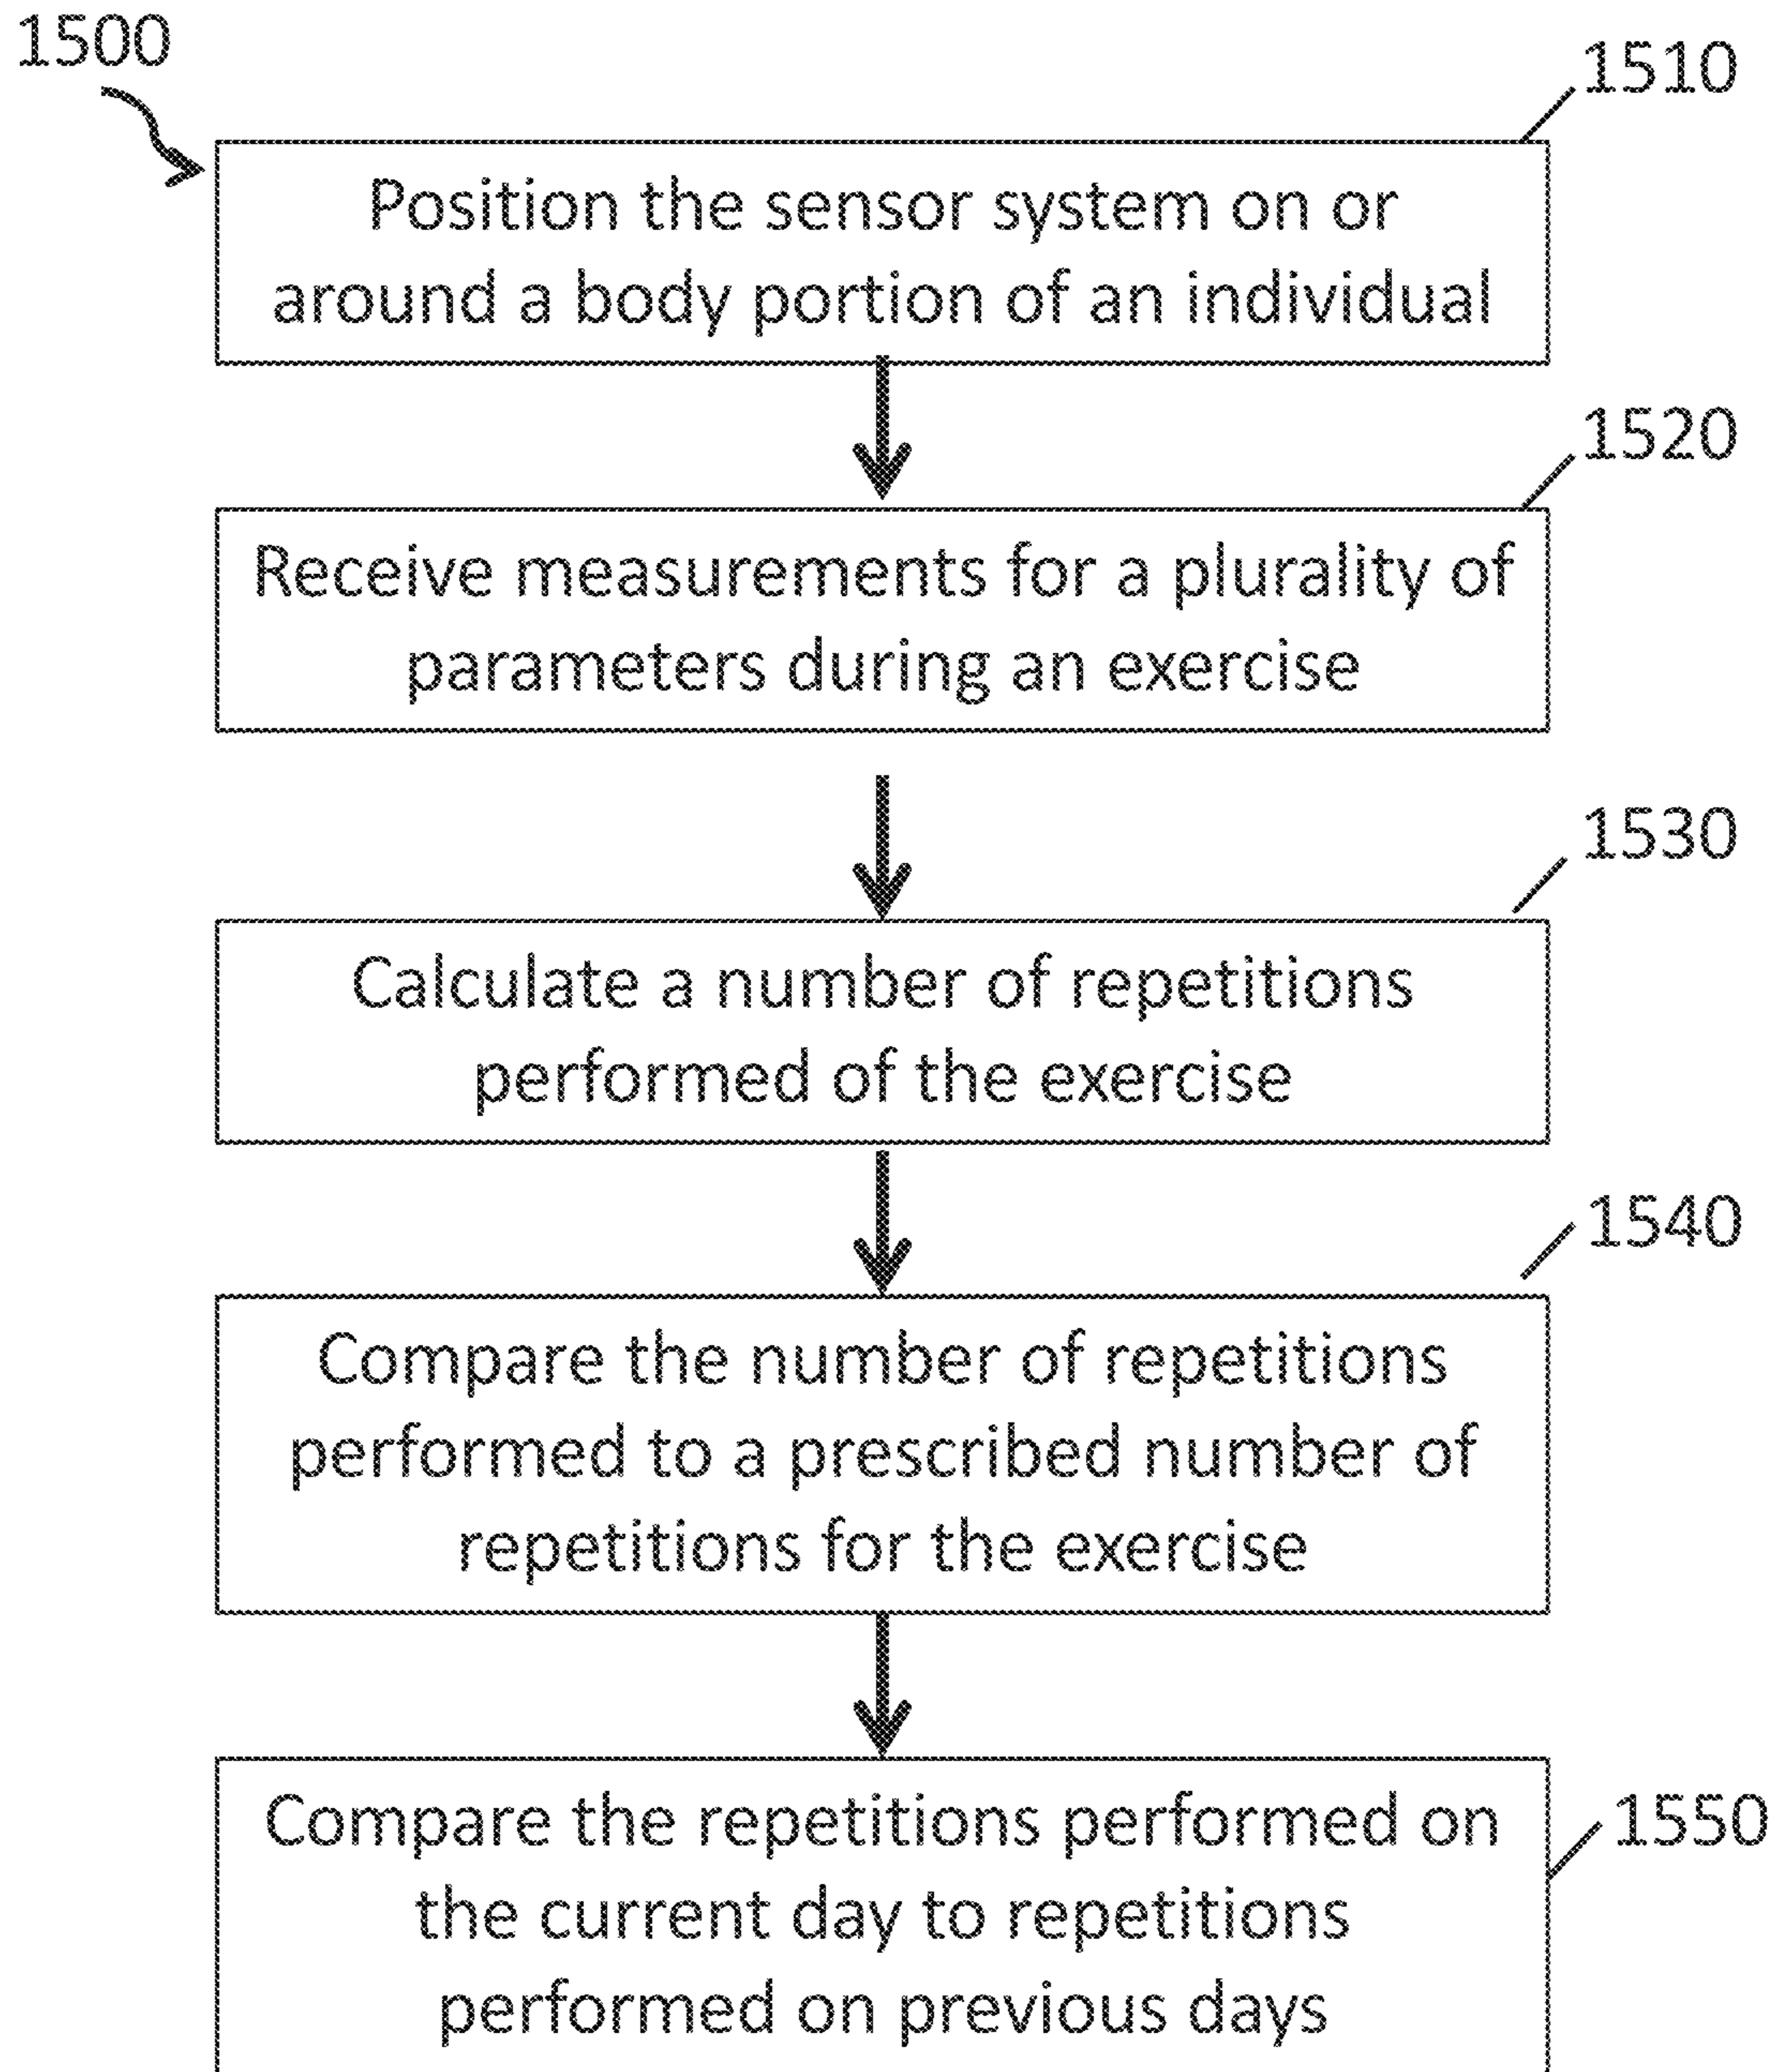 1500
1510
Position the sensor system on or
around a body portion of an individual
1520
Receive measurements for a plurality of
parameters during an exercise
1530
Calculate a number of repetitions
performed of the exercise
1540
Compare the number of repetitions
performed to a prescribed number of
repetitions for the exercise
1550
Compare the repetitions performed on
the current day to repetitions
performed on previous days